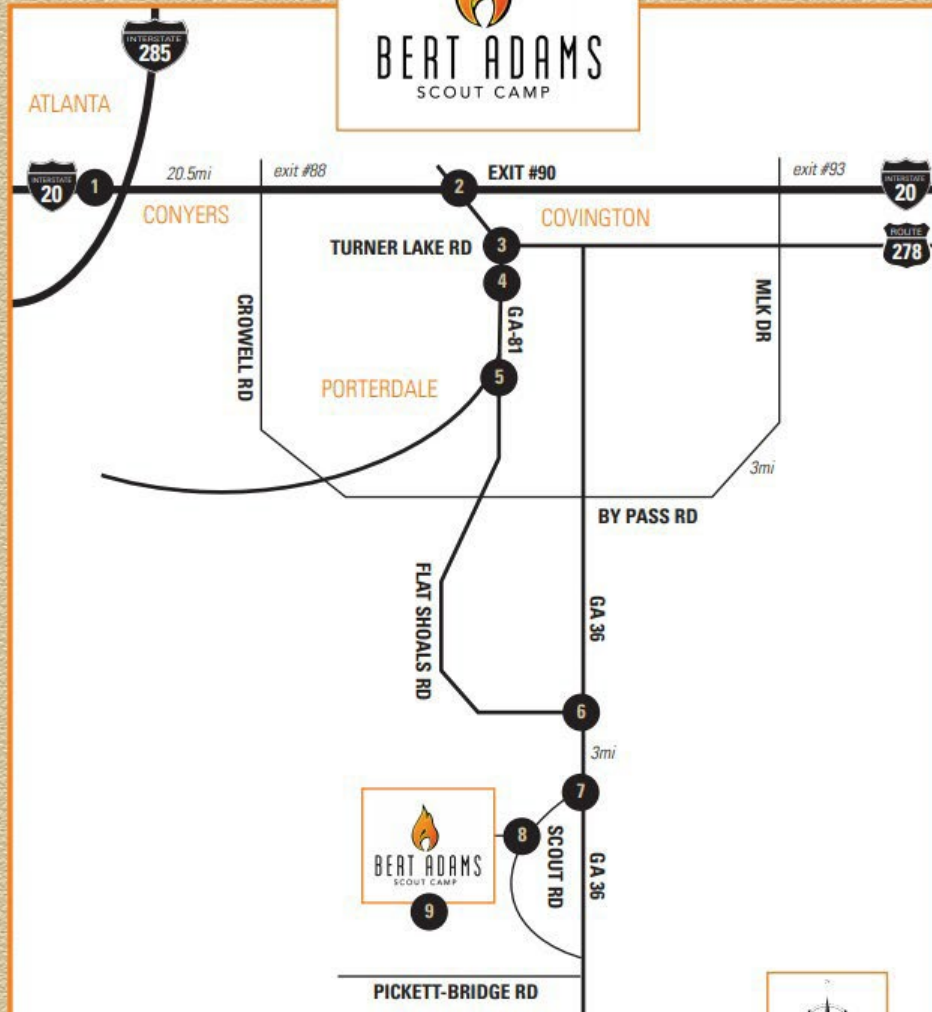 BERT ADAMS
SCOUT CAMP
INTERSTATE
285
ATLANTA
INTERSTATE
20
1
20.5mi
exit #88
2
EXIT #90
exit #93
INTERSTATE
20
CONYERS
COVINGTON
TURNER LAKE RD
3
ROUTE
278
4
CROWELL RD
GA-81
MLK DR
5
PORTERDALE
3mi
BY PASS RD
FLAT SHOALS RD
GA 36
6
3mi
7
8
SCOUT RD
GA 36
BERT ADAMS
SCOUT CAMP
9
PICKETT-BRIDGE RD